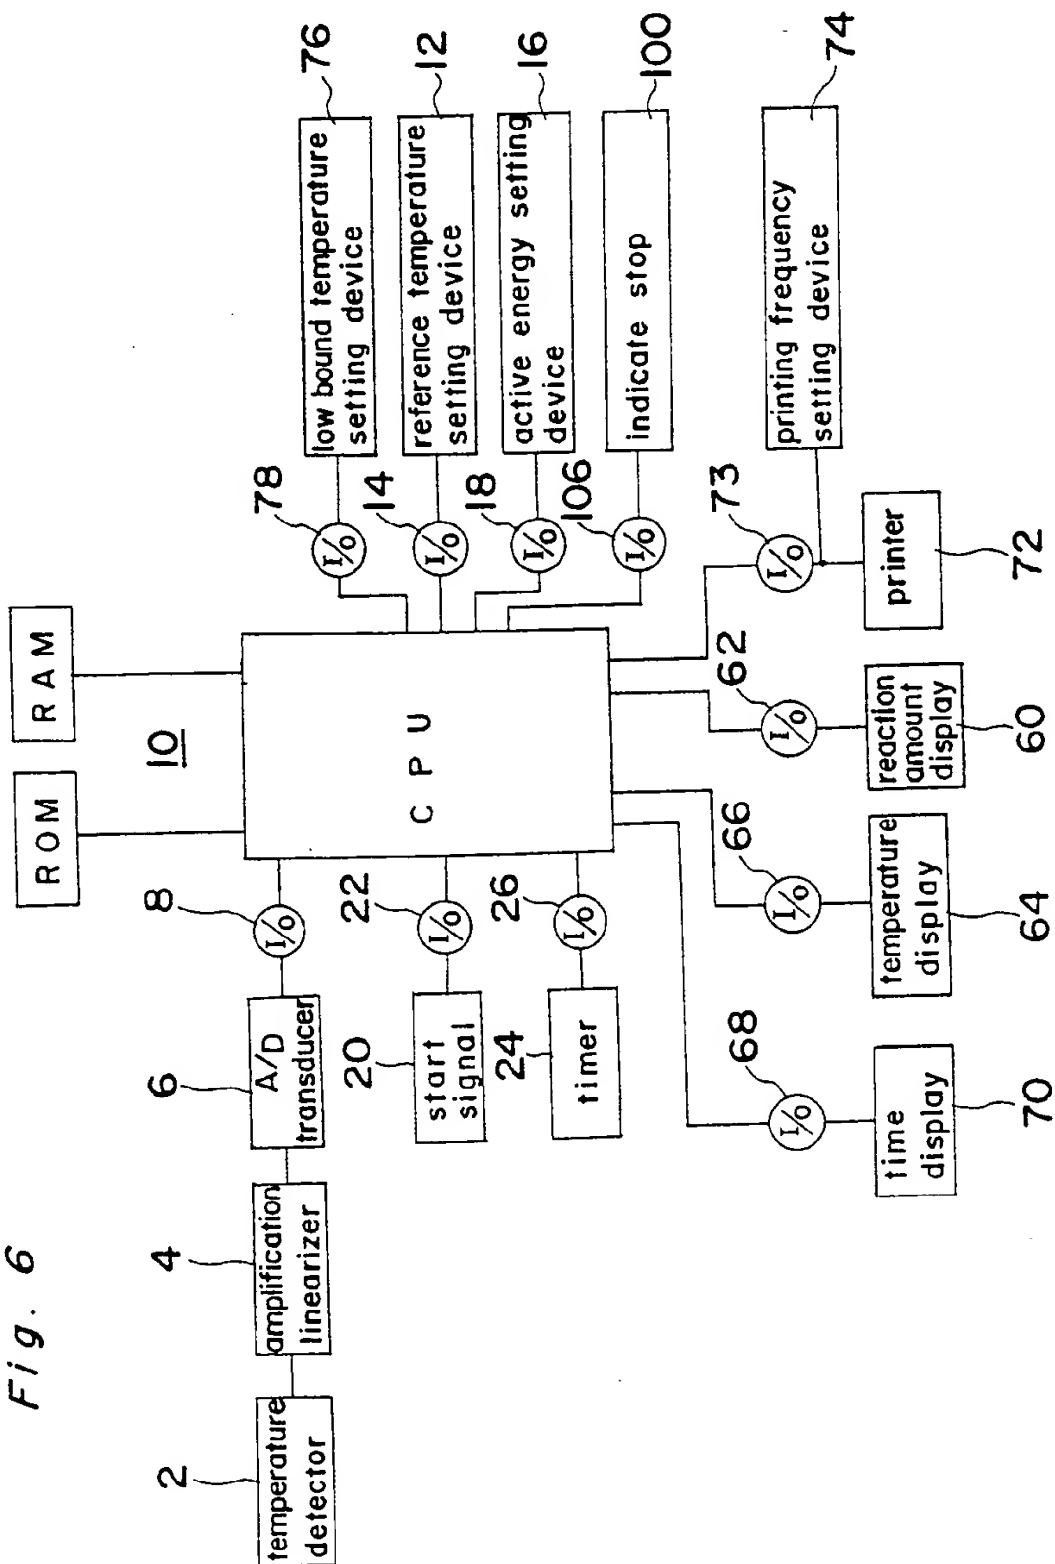 Fig. 6
ROM
RAM
10
CPU
2
temperature
detector
4
amplification
linearizer
6
A/D
transducer
8
I/O
20
start
signal
22
I/O
24
timer
26
I/O
76
low bound temperature
setting device
78
I/O
12
reference temperature
setting device
14
I/O
16
active energy setting
device
18
I/O
100
indicate stop
106
I/O
74
printing frequency
setting device
73
I/O
printer
72
62
I/O
reaction
amount
display
60
66
I/O
temperature
display
64
68
I/O
time
display
70